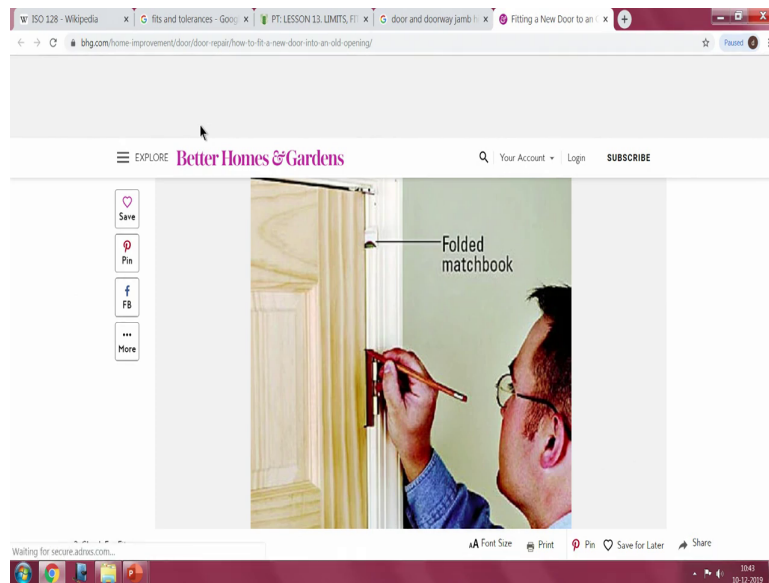 W ISO 128 - Wikipedia
fits and tolerances - Goog
PT: LESSON 13. LIMITS, FIT
door and doorway jamb h
Fitting a New Door to an
bhg.com/home-improvement/door/door-repair/how-to-fit-a-new-door-into-an-old-opening/
Paused d
EXPLORE Better Homes & Gardens
Your Account
Login
SUBSCRIBE
Save
Pin
FB
More
Folded
matchbook
AA Font Size
Print
Pin
Save for Later
Share
Waiting for secure.adnxs.com...
10:43
10-12-2019